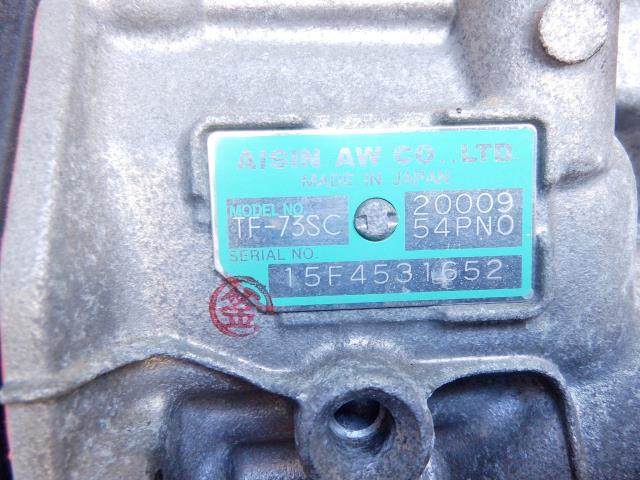 AISIN AW CO.,LTD.
MADE IN JAPAN
MODEL NO.
TF-73SC
20009
54PN0
SERIAL NO.
15F4531652